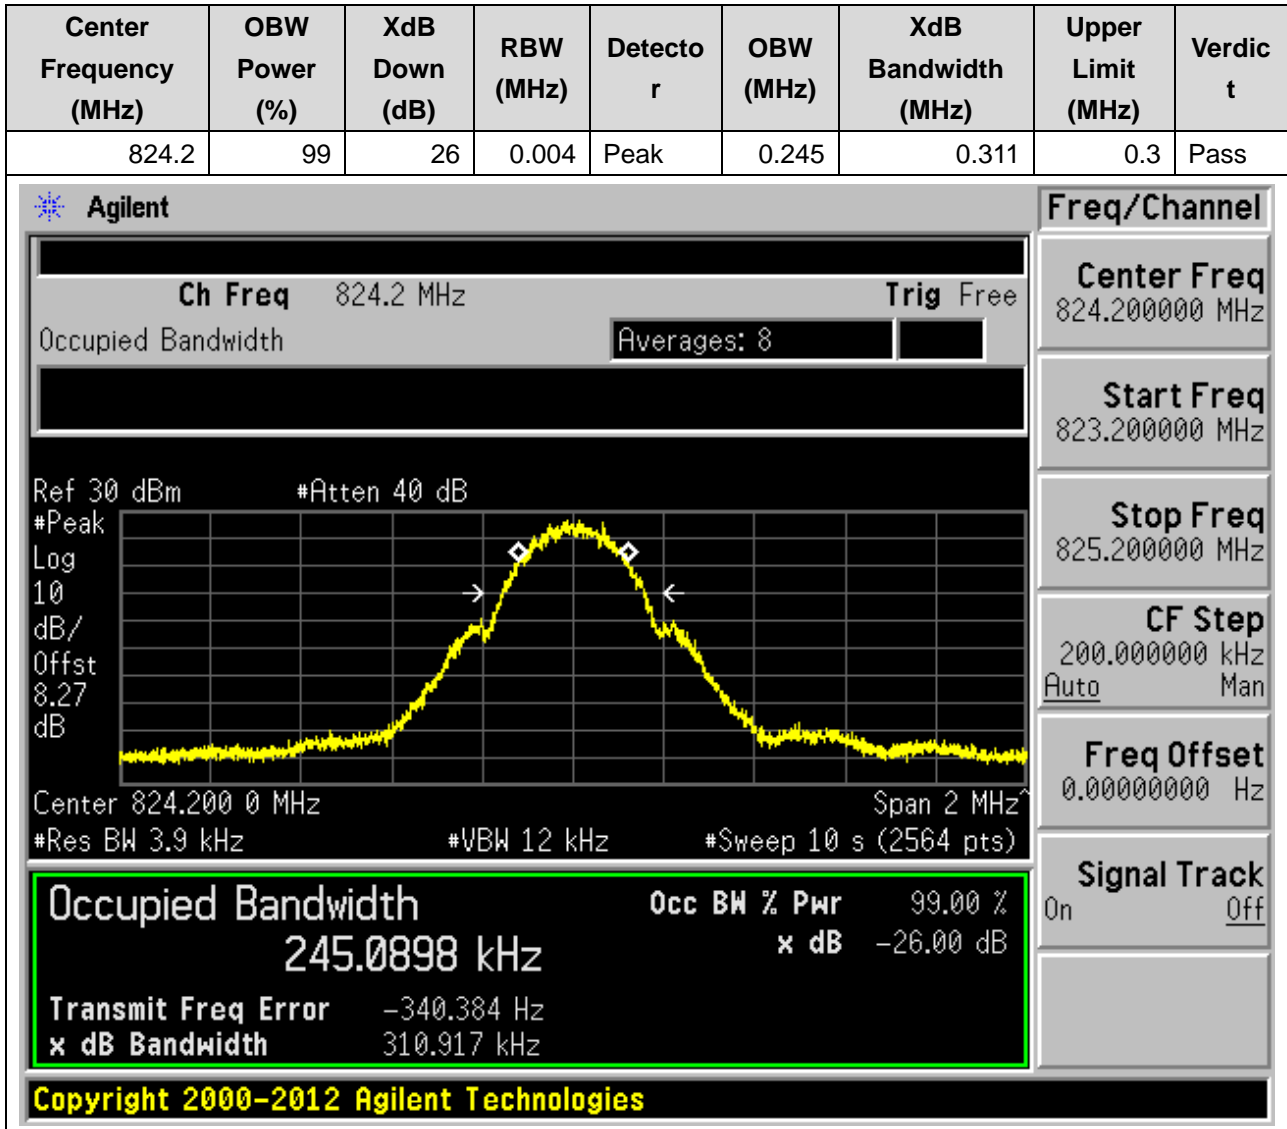 Center Frequency (MHz) OBW Power (%) XdB Down (dB) RBW (MHz) Detecto r OBW (MHz) XdB Bandwidth (MHz) Upper Limit (MHz) Verdic t
824.2 99 26 0.004 Peak 0.245 0.311 0.3 Pass
Agilent
Freq/Channel
Ch Freq 824.2 MHz Trig Free
Occupied Bandwidth Averages: 8
Center Freq
824.200000 MHz
Start Freq
823.200000 MHz
Stop Freq
825.200000 MHz
CF Step
200.000000 kHz
Auto Man
Freq Offset
0.00000000 Hz
Signal Track
On Off
Ref 30 dBm #Atten 40 dB
#Peak
Log
10
dB/
Offst
8.27
dB
Center 824.200 0 MHz Span 2 MHz^
#Res BW 3.9 kHz #VBW 12 kHz #Sweep 10 s (2564 pts)
Occupied Bandwidth Occ BW % Pwr 99.00 %
245.0898 kHz x dB -26.00 dB
Transmit Freq Error -340.384 Hz
x dB Bandwidth 310.917 kHz
Copyright 2000-2012 Agilent Technologies